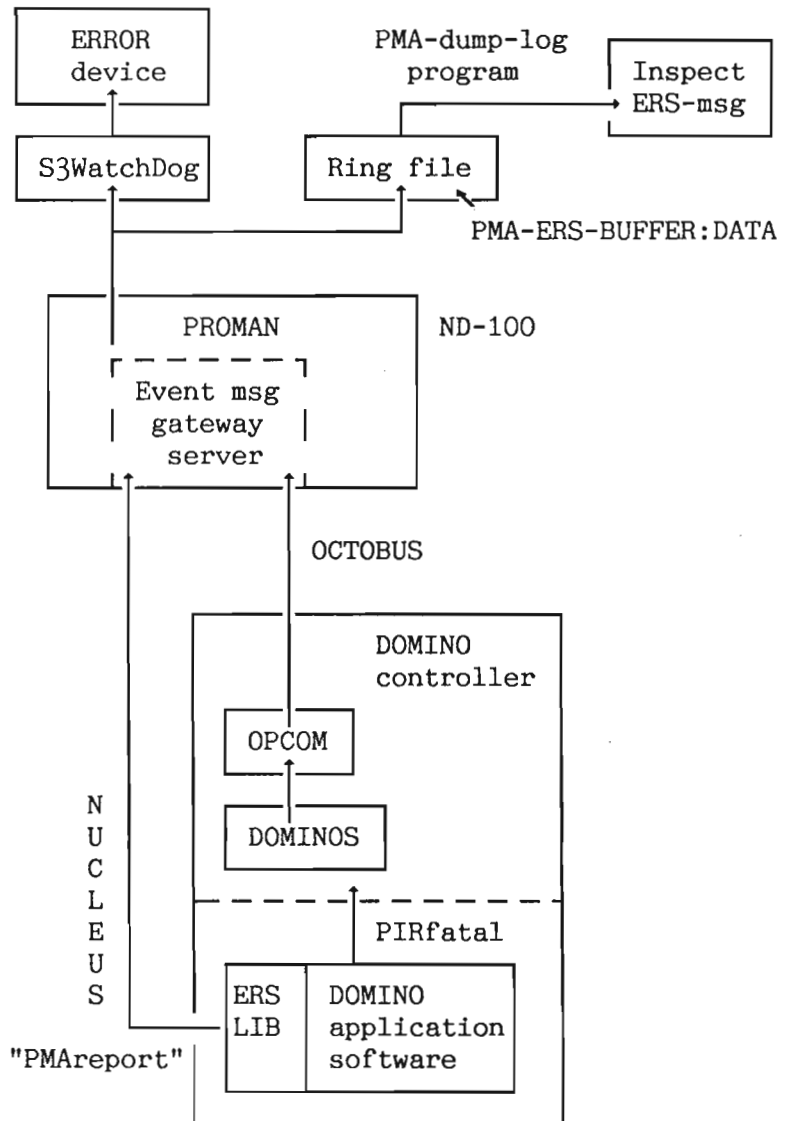 ERROR
device
PMA-dump-log
program
Inspect
ERS-msg
S3WatchDog
Ring file
PMA-ERS-BUFFER:DATA
PROMAN
ND-100
Event msg
gateway
server
OCTOBUS
DOMINO
controller
OPCOM
DOMINOS
N
U
C
L
E
U
S
PIRfatal
ERS
LIB
DOMINO
application
software
"PMAreport"